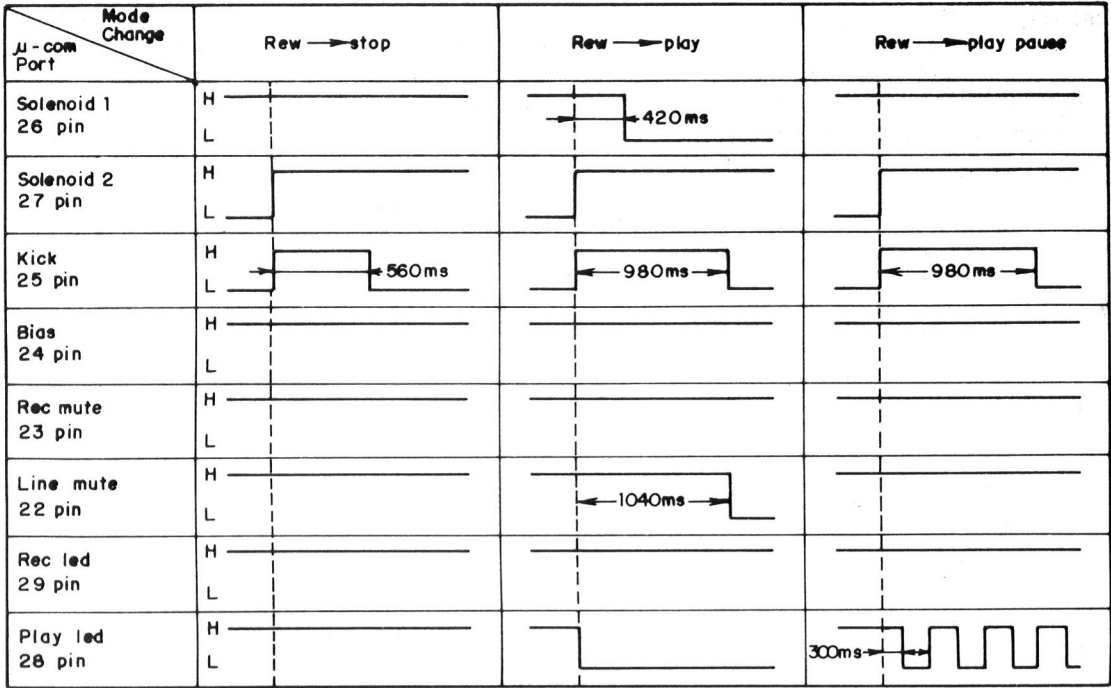 Mode
Change
μ-com
Port
Rew → stop
Rew → play
Rew → play pause
Solenoid 1
26 pin
H
L
420ms
Solenoid 2
27 pin
H
L
Kick
25 pin
H
L
560ms
980ms
980ms
Bias
24 pin
H
L
Rec mute
23 pin
H
L
Line mute
22 pin
H
L
1040ms
Rec led
29 pin
H
L
Play led
28 pin
H
L
300ms